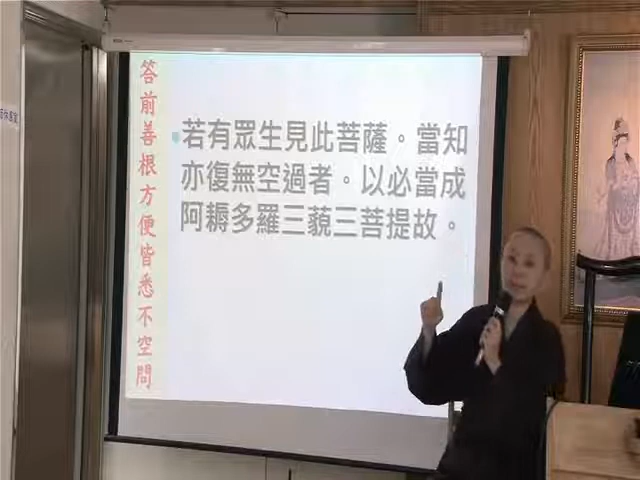 答前善根方便皆悉不空問
若有眾生見此菩薩。當知
亦復無空過者。以必當成
阿耨多羅三藐三菩提故。